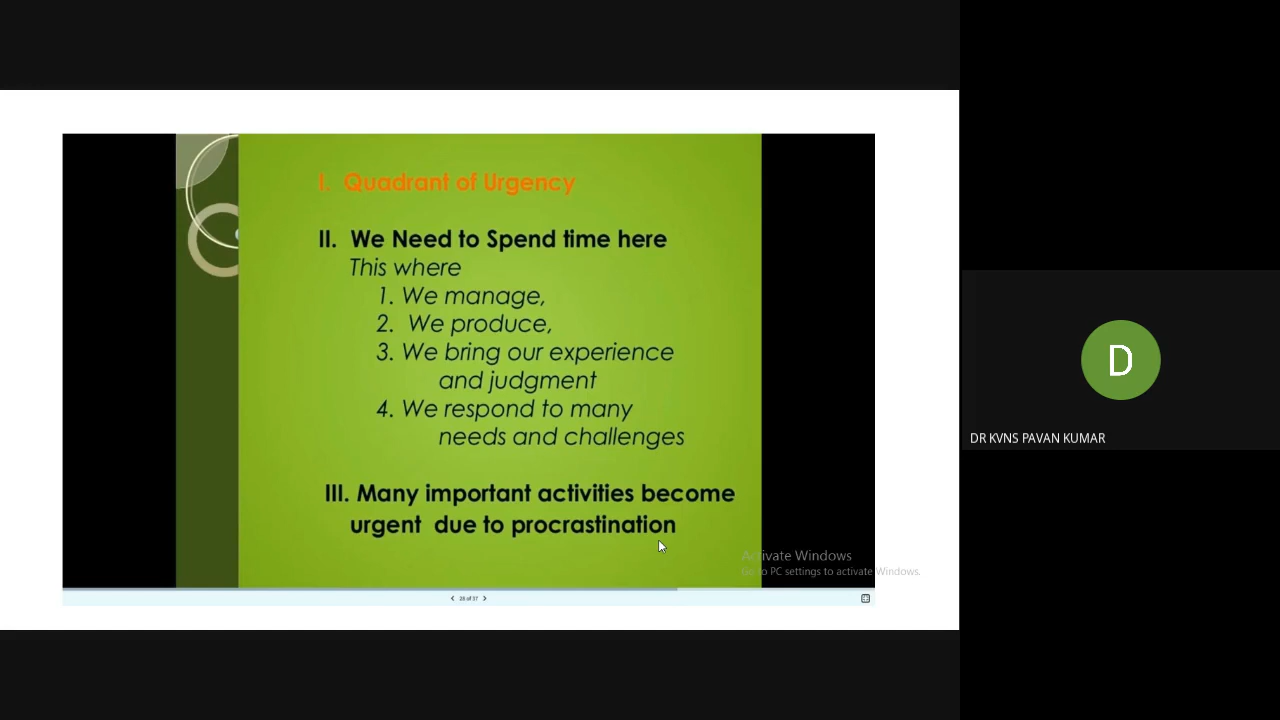 I. Quadrant of Urgency
II. We Need to Spend time here
This where
1. We manage,
2. We produce,
3. We bring our experience
and judgment
4. We respond to many
needs and challenges
III. Many important activities become
urgent due to procrastination
Activate Windows
Go to PC settings to activate Windows.
28 of 37
D
DR KVNS PAVAN KUMAR